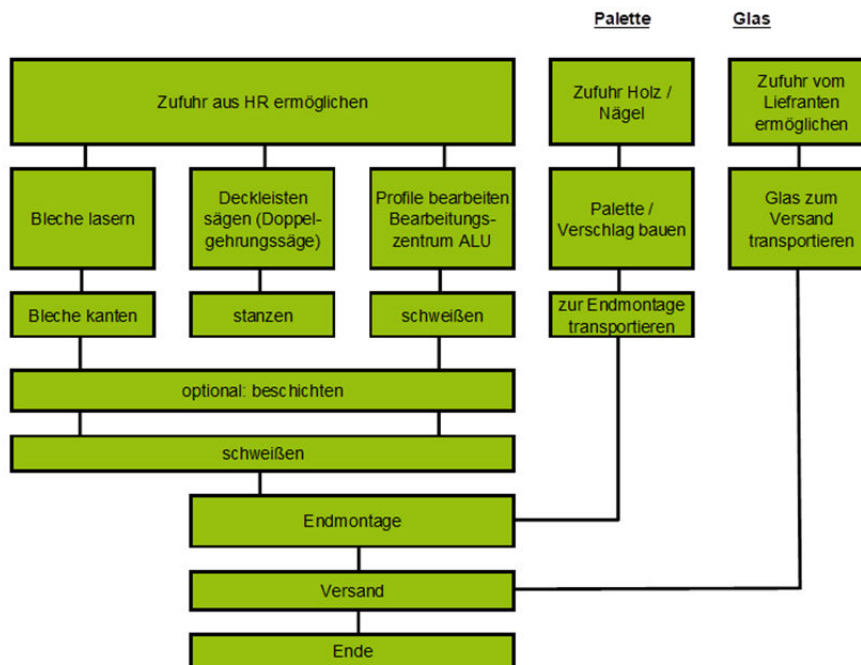 Palette
Glas
Zufuhr aus HR ermöglichen
Zufuhr Holz /
Nägel
Zufuhr vom
Liefranten
ermöglichen
Bleche lasern
Deckleisten
sägen (Doppel-
gehrungssäge)
Profile bearbeiten
Bearbeitungs-
zentrum ALU
Palette /
Verschlag bauen
Glas zum
Versand
transportieren
Bleche kanten
stanzen
schweißen
zur Endmontage
transportieren
optional: beschichten
schweißen
Endmontage
Versand
Ende